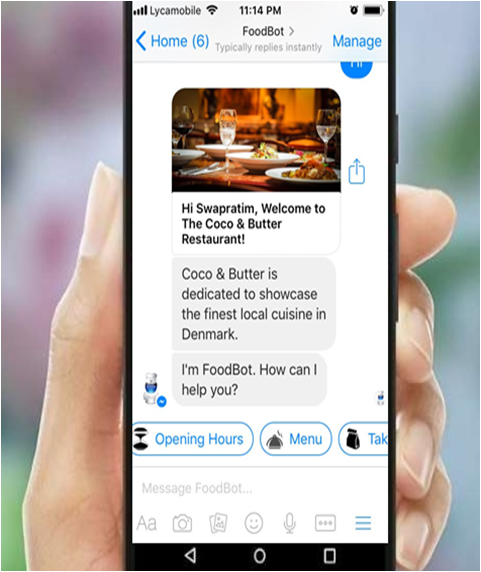 Lycamobile 11:14 PM
Home (6) FoodBot > Manage
Typically replies instantly
Hi
Hi Swapratim, Welcome to
The Coco & Butter
Restaurant!
Coco & Butter is
dedicated to showcase
the finest local cuisine in
Denmark.
I'm FoodBot. How can I
help you?
Opening Hours Menu Tak
Message FoodBot...
Aa